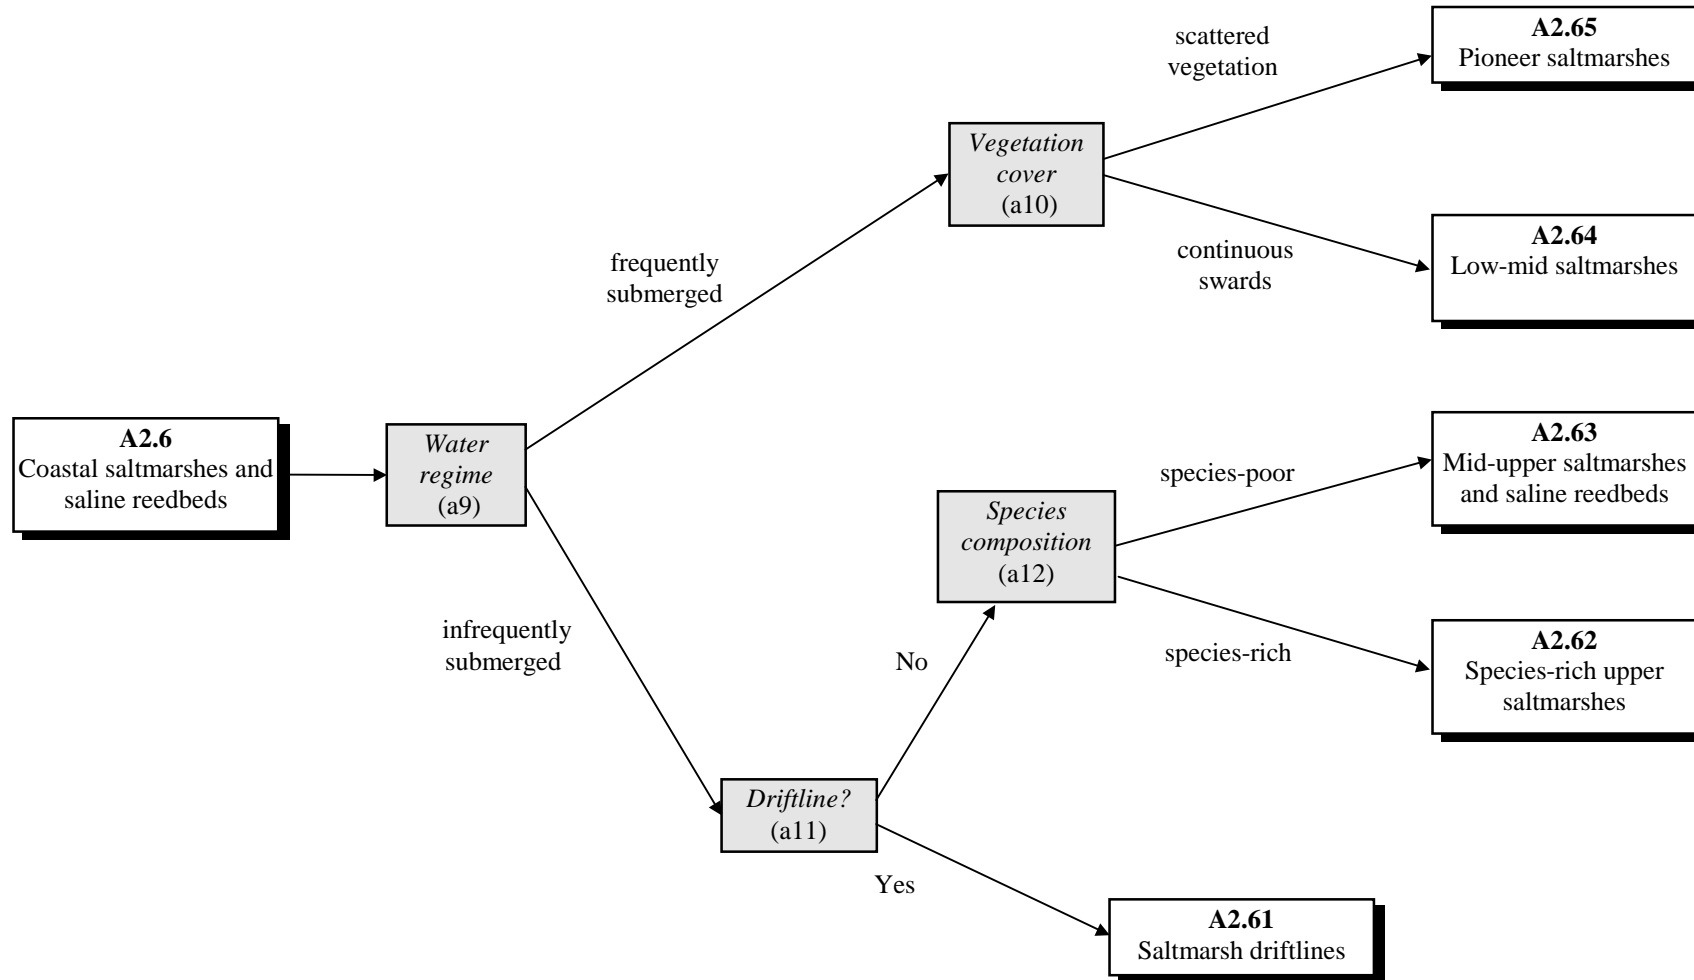 A2.6
Coastal saltmarshes and
saline reedbeds
Water
regime
(a9)
frequently
submerged
infrequently
submerged
Vegetation
cover
(a10)
scattered
vegetation
continuous
swards
A2.65
Pioneer saltmarshes
A2.64
Low-mid saltmarshes
Driftline?
(a11)
No
Yes
Species
composition
(a12)
species-poor
species-rich
A2.63
Mid-upper saltmarshes
and saline reedbeds
A2.62
Species-rich upper
saltmarshes
A2.61
Saltmarsh driftlines